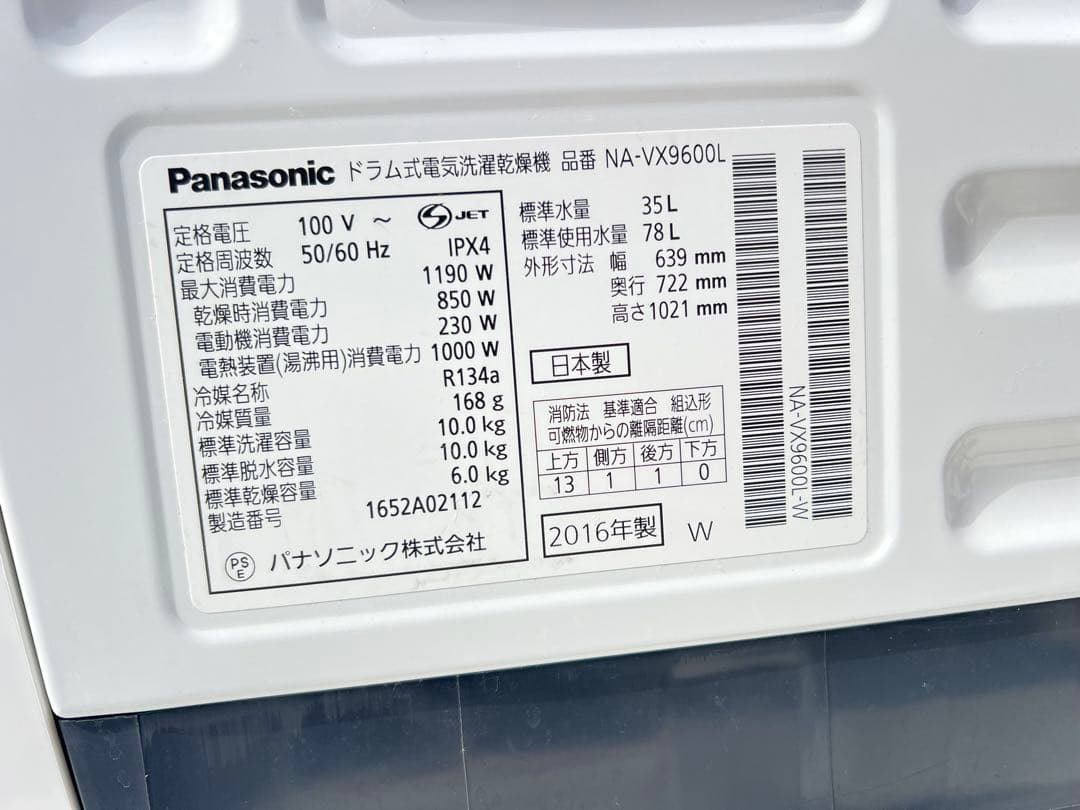 Panasonic ドラム式電気洗濯乾燥機 品番 NA-VX9600L
定格電圧 100 V ～ S JET
定格周波数 50/60 Hz IPX4
最大消費電力 1190 W
乾燥時消費電力 850 W
電動機消費電力 230 W
電熱装置(湯沸用)消費電力 1000 W
冷媒名称 R134a
冷媒質量 168 g
標準洗濯容量 10.0 kg
標準脱水容量 10.0 kg
標準乾燥容量 6.0 kg
製造番号 1652A02112
PS
E
パナソニック株式会社
標準水量 35 L
標準使用水量 78 L
外形寸法 幅 639 mm
奥行 722 mm
高さ 1021 mm
日本製
消防法 基準適合 組込形
可燃物からの離隔距離(cm)
上方 側方 後方 下方
13 1 1 0
2016年製 W
NA-VX9600L-W